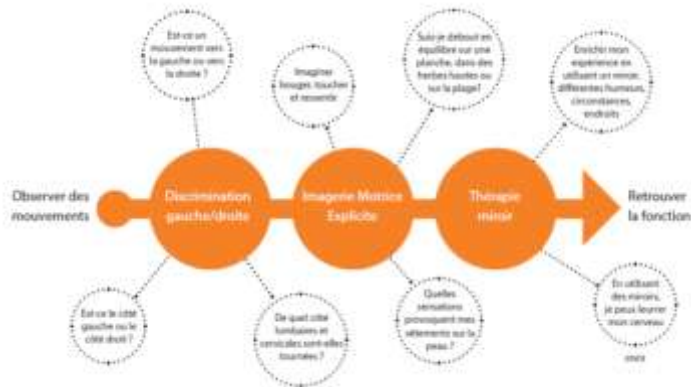 Est-ce un
mouvement vers
la gauche ou vers
la droite ?
Imaginer
bouger, toucher
et ressentir
Suis-je debout en
équilibre sur une
planche, dans des
herbes hautes ou
sur la plage?
Enrichir mon
expérience en
utilisant un miroir,
différentes humeurs,
circonstances,
endroits
Observer des
mouvements
Discrimination
gauche/droite
Imagerie Motrice
Explicite
Thérapie
miroir
Retrouver
la fonction
Est-ce le côté
gauche ou le
côté droit ?
De quel côté
lombaires et
cervicales sont-elles
tournées ?
Quelles
sensations
provoquent mes
vêtements sur la
peau ?
En utilisant
des miroirs,
je peux leurrer
mon cerveau